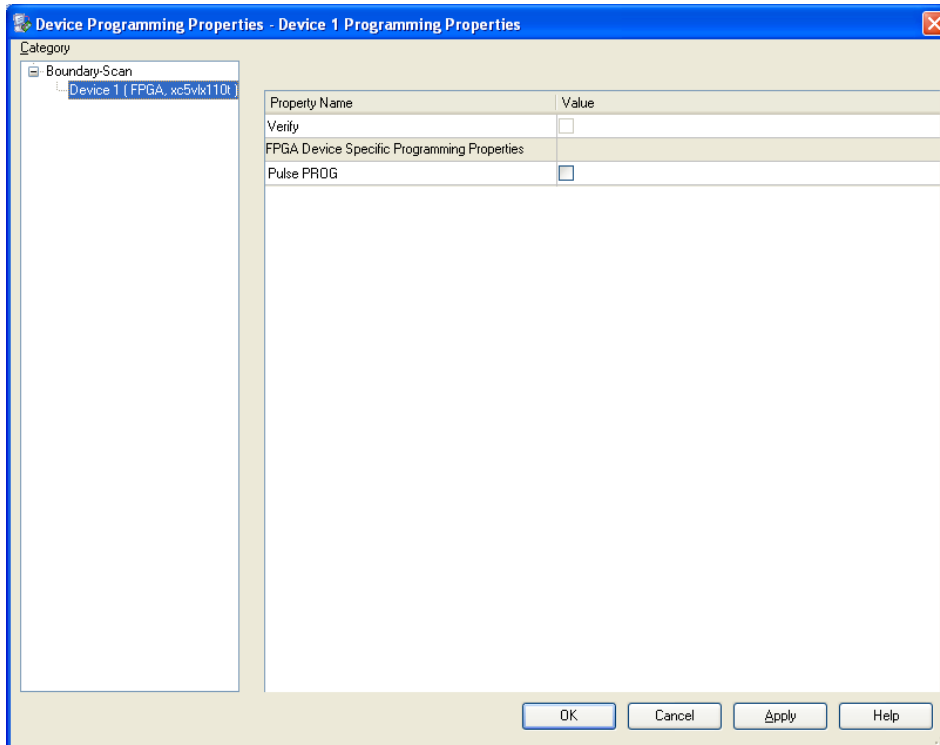 Device Programming Properties - Device 1 Programming Properties
Category
Boundary-Scan
Device 1 ( FPGA, xc5vlx110t )
Property Name Value
Verify
FPGA Device Specific Programming Properties
Pulse PROG
OK Cancel Apply Help